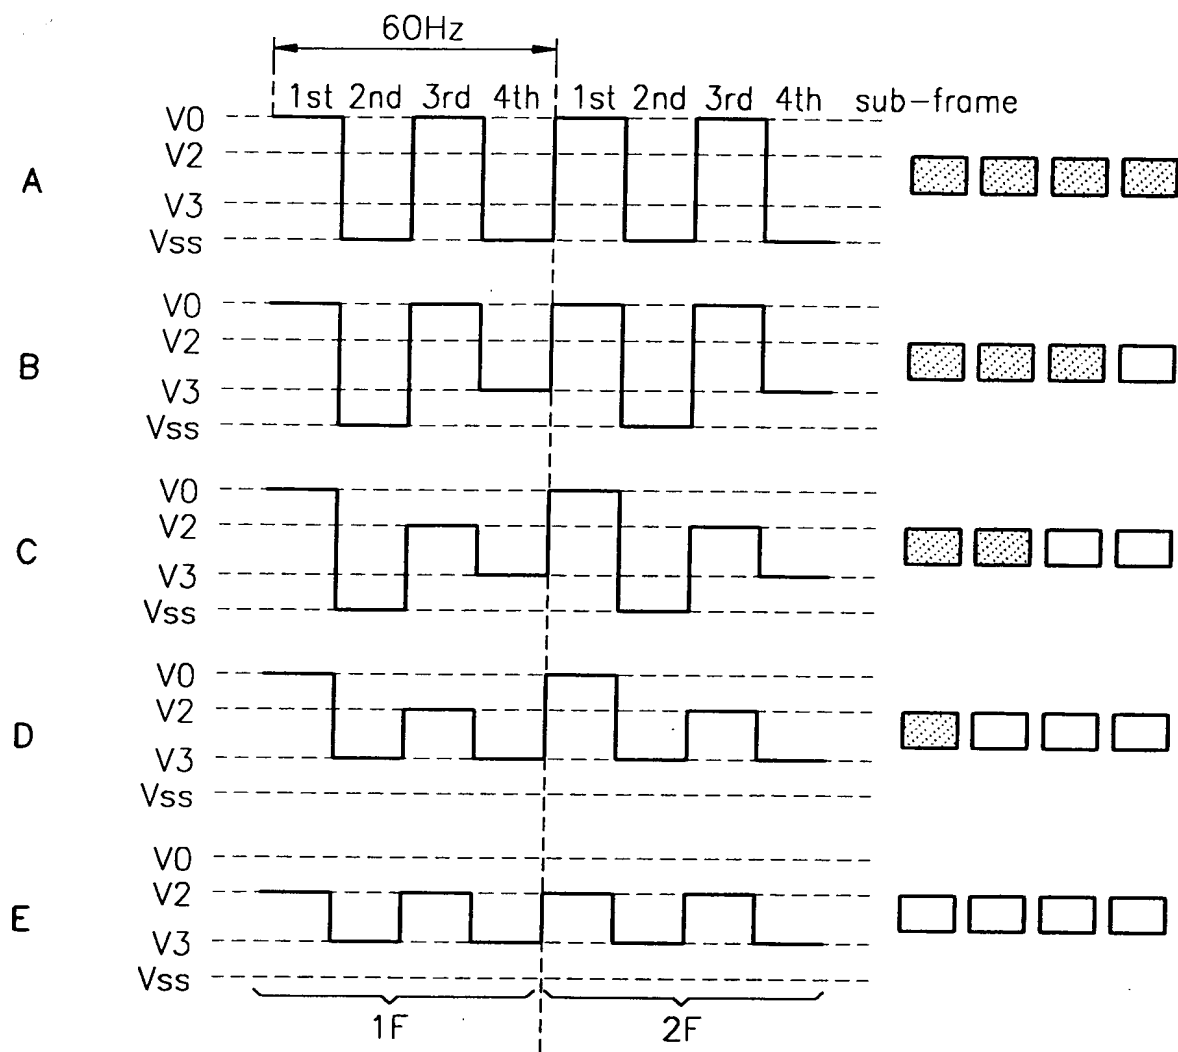 60Hz
1st 2nd 3rd 4th 1st 2nd 3rd 4th sub-frame
V0
V2
A
V3
Vss
V0
V2
B
V3
Vss
V0
V2
C
V3
Vss
V0
V2
D
V3
Vss
V0
V2
E
V3
Vss
1F 2F